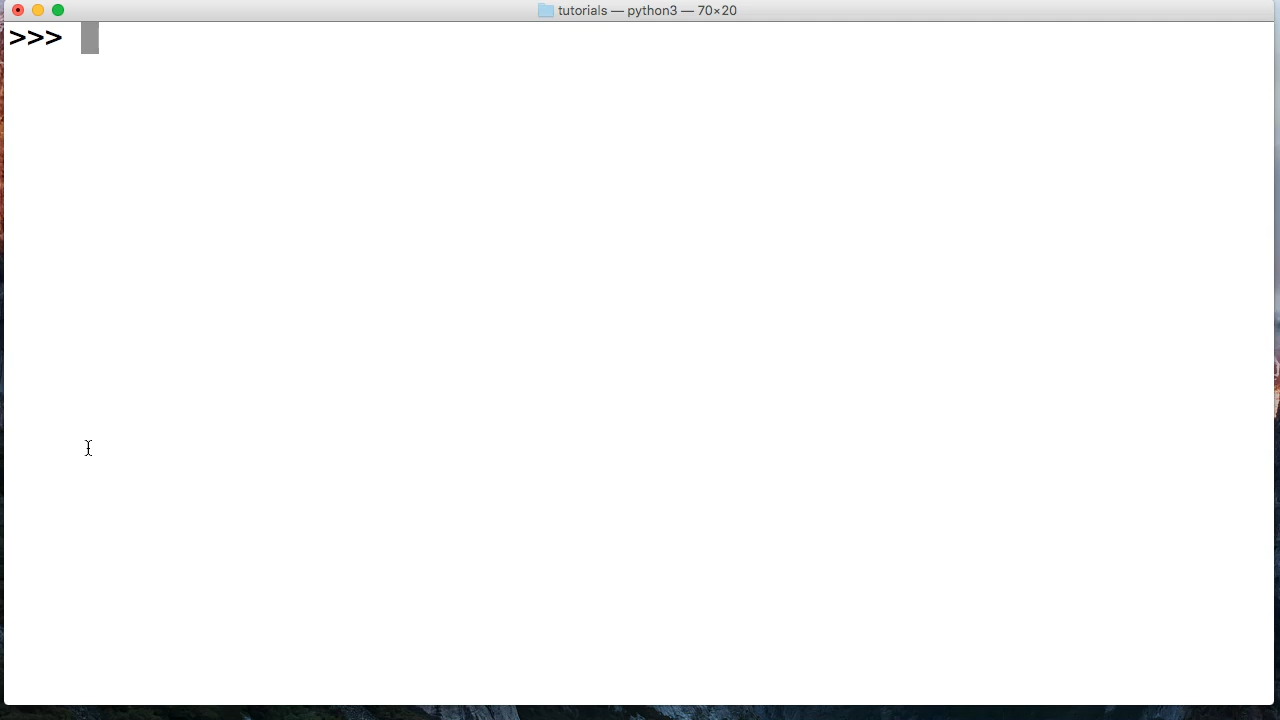 tutorials — python3 — 70×20
>>>